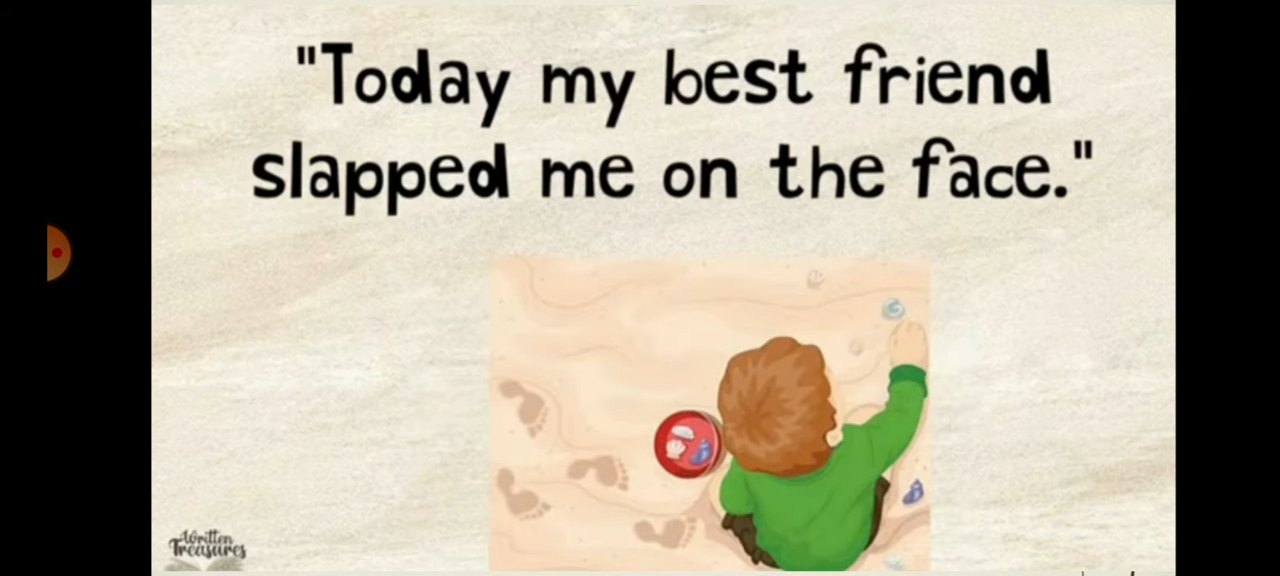 "Today my best friend
slapped me on the face."
Written
Treasures